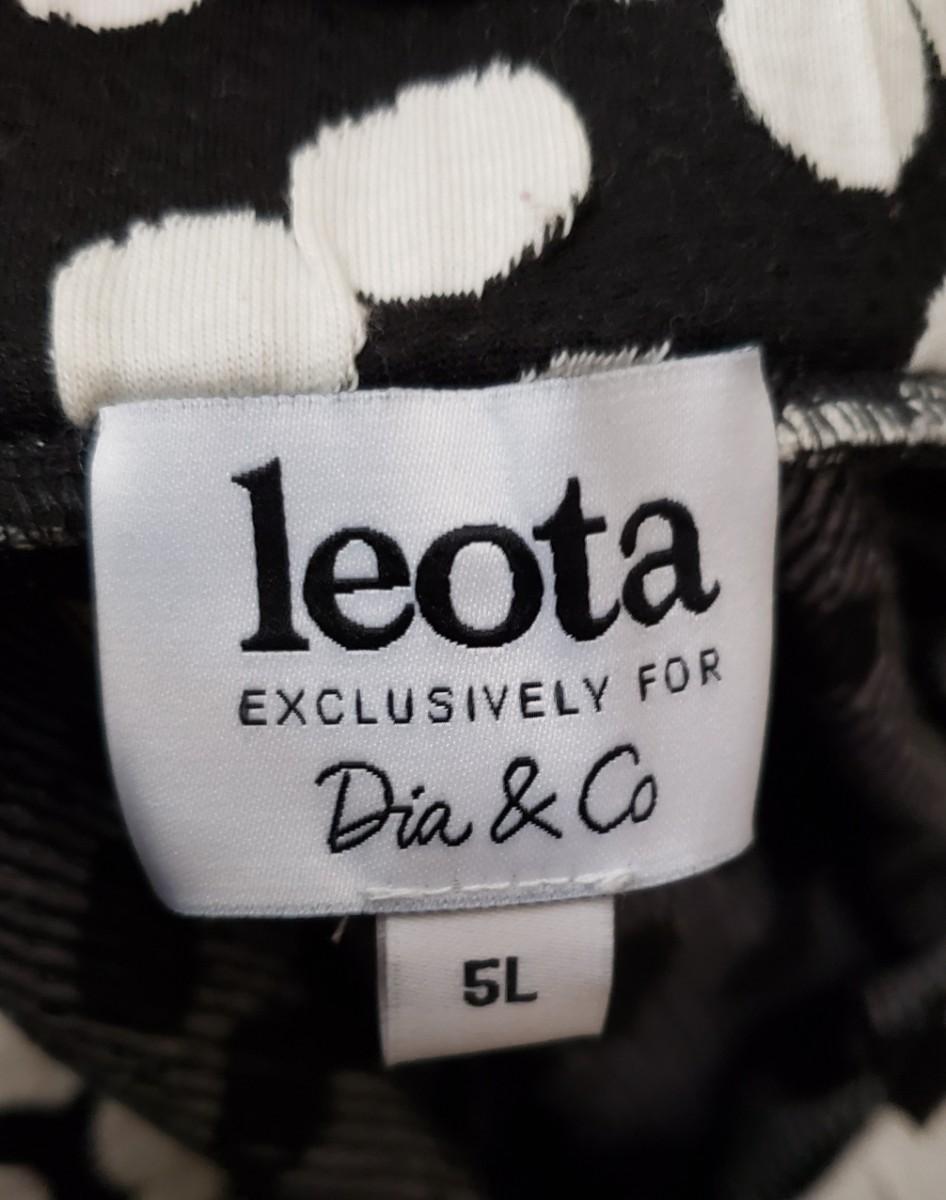 leota
EXCLUSIVELY FOR
Dia & Co
5L